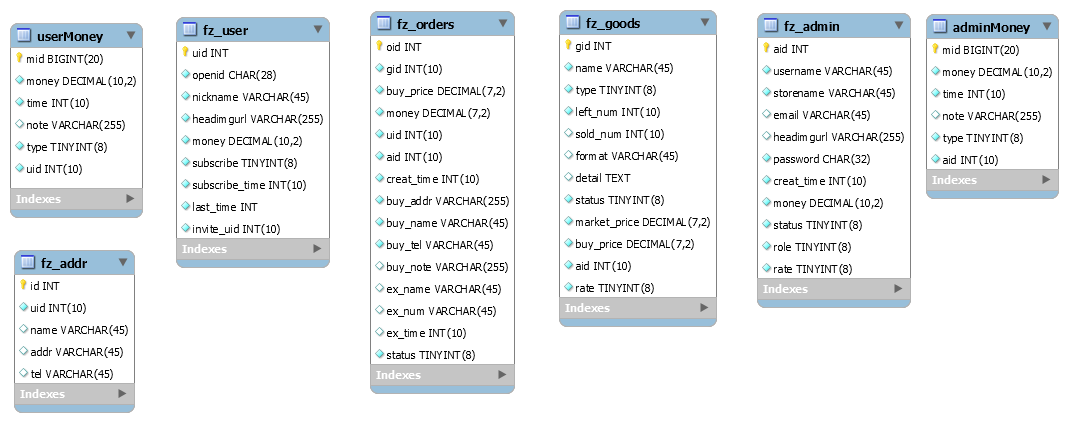 userMoney
mid BIGINT(20)
money DECIMAL(10,2)
time INT(10)
note VARCHAR(255)
type TINYINT(8)
uid INT(10)
Indexes
fz_user
uid INT
openid CHAR(28)
nickname VARCHAR(45)
headimgurl VARCHAR(255)
money DECIMAL(10,2)
subscribe TINYINT(8)
subscribe_time INT(10)
last_time INT
invite_uid INT(10)
Indexes
fz_orders
oid INT
gid INT(10)
buy_price DECIMAL(7,2)
money DECIMAL(7,2)
uid INT(10)
aid INT(10)
creat_time INT(10)
buy_addr VARCHAR(255)
buy_name VARCHAR(45)
buy_tel VARCHAR(45)
buy_note VARCHAR(255)
ex_name VARCHAR(45)
ex_num VARCHAR(45)
ex_time INT(10)
status TINYINT(8)
Indexes
fz_goods
gid INT
name VARCHAR(45)
type TINYINT(8)
left_num INT(10)
sold_num INT(10)
format VARCHAR(45)
detail TEXT
status TINYINT(8)
market_price DECIMAL(7,2)
buy_price DECIMAL(7,2)
aid INT(10)
rate TINYINT(8)
Indexes
fz_admin
aid INT
username VARCHAR(45)
storename VARCHAR(45)
email VARCHAR(45)
headimgurl VARCHAR(255)
password CHAR(32)
creat_time INT(10)
money DECIMAL(10,2)
status TINYINT(8)
role TINYINT(8)
rate TINYINT(8)
Indexes
adminMoney
mid BIGINT(20)
money DECIMAL(10,2)
time INT(10)
note VARCHAR(255)
type TINYINT(8)
aid INT(10)
Indexes
fz_addr
id INT
uid INT(10)
name VARCHAR(45)
addr VARCHAR(45)
tel VARCHAR(45)
Indexes